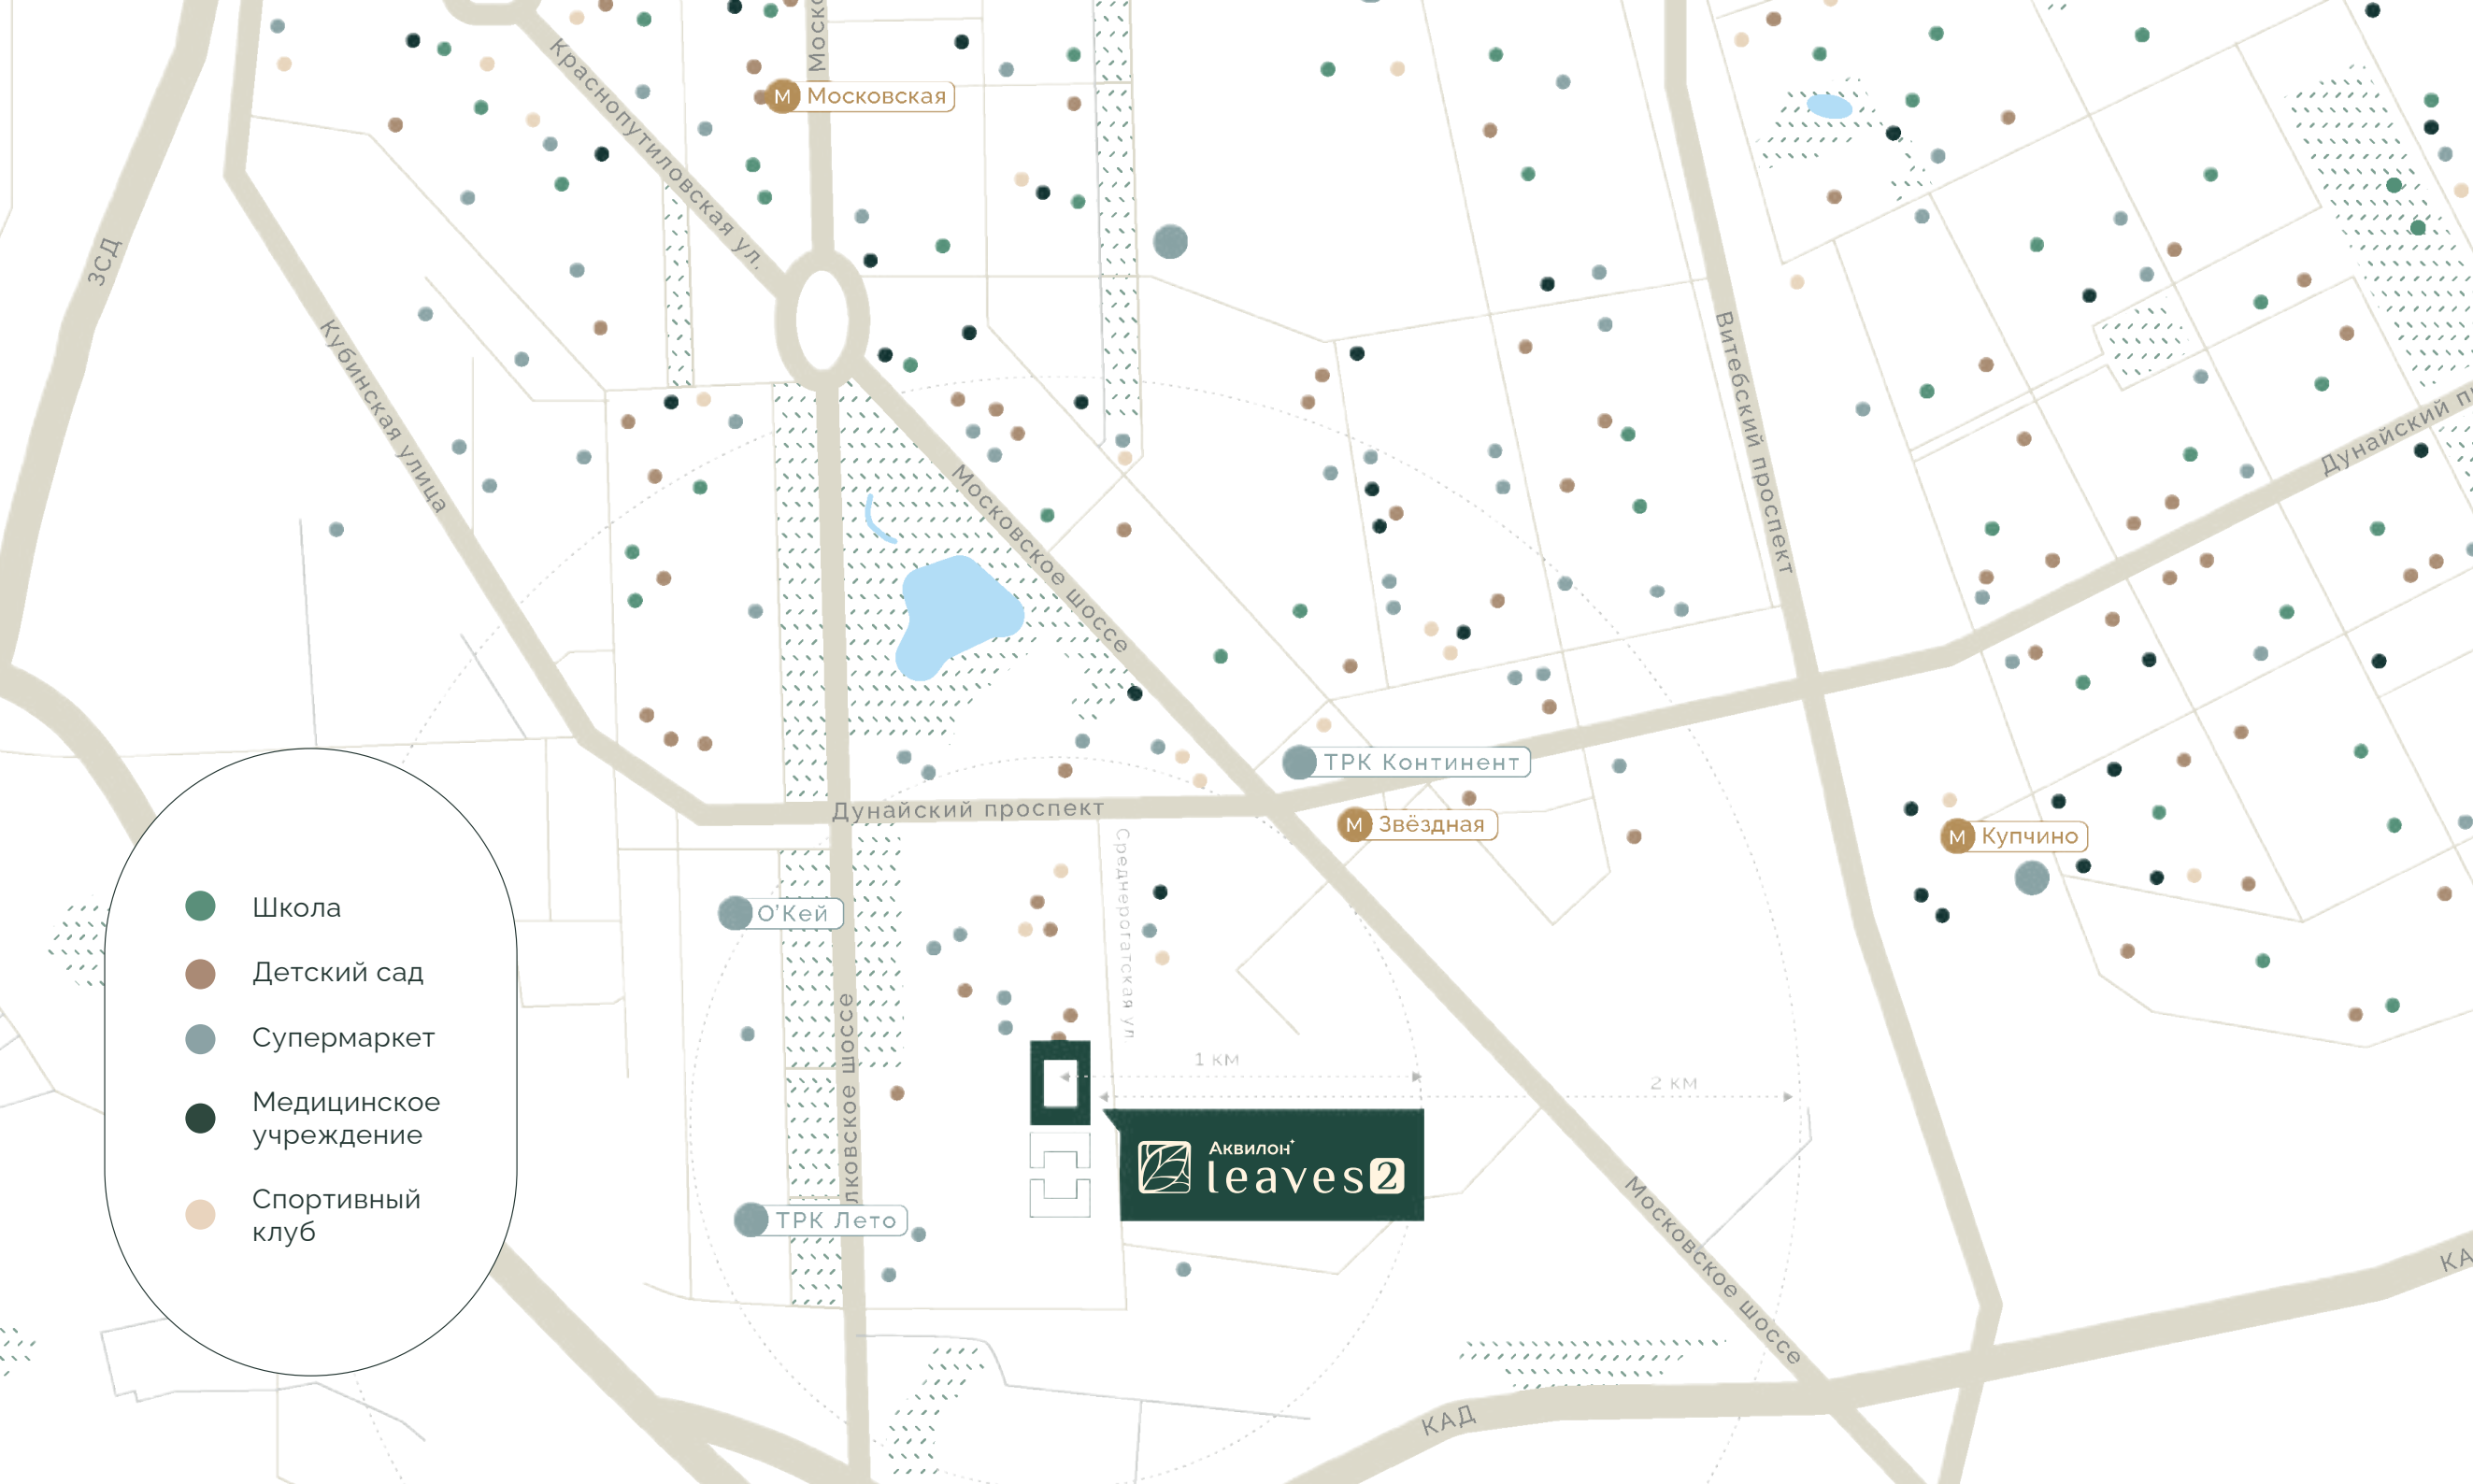 Моско
Краснопутиловская ул.
М Московская
ЗСД
Кубинская улица
Витебский проспект
Дунайский п
Московское шоссе
ТРК Континент
Дунайский проспект
М Звёздная
М Купчино
Среднерогатская ул
О'Кей
Школа
Детский сад
Супермаркет
Медицинское
учреждение
Спортивный
клуб
лковское шоссе
1 км
2 км
Аквилон
leaves 2
ТРК Лето
Московское шоссе
КА
КАД